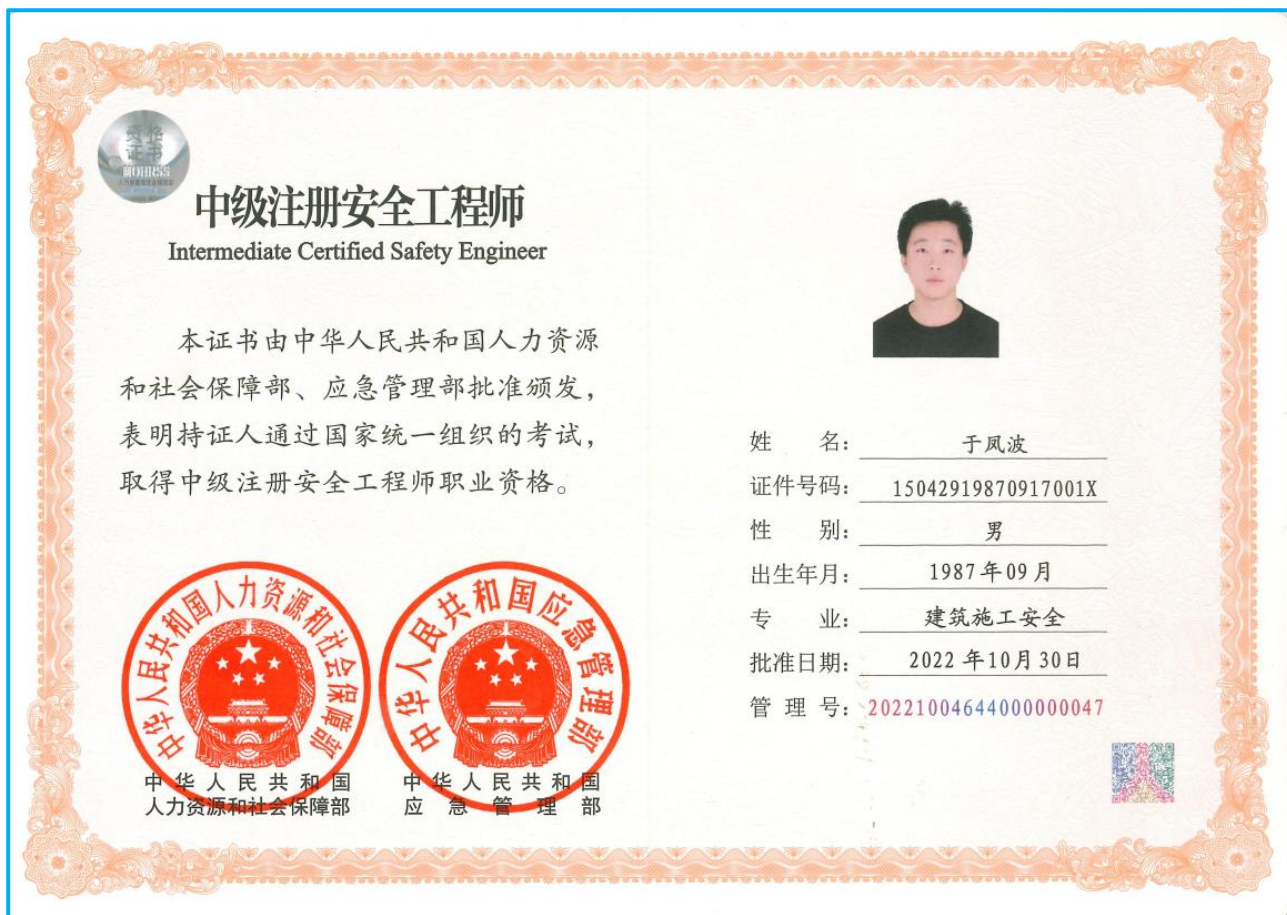 资格
证书
MOHRSS
中级注册安全工程师
Intermediate Certified Safety Engineer
本证书由中华人民共和国人力资源
和社会保障部、应急管理部批准颁发，
表明持证人通过国家统一组织的考试，
取得中级注册安全工程师职业资格。
中华人民共和国人力资源和社会保障部
中华人民共和国应急管理部
中华人民共和国
人力资源和社会保障部
中华人民共和国
应急管理部
姓名：于凤波
证件号码：15042919870917001X
性别：男
出生年月：1987年09月
专业：建筑施工安全
批准日期：2022年10月30日
管理号：20221004644000000047